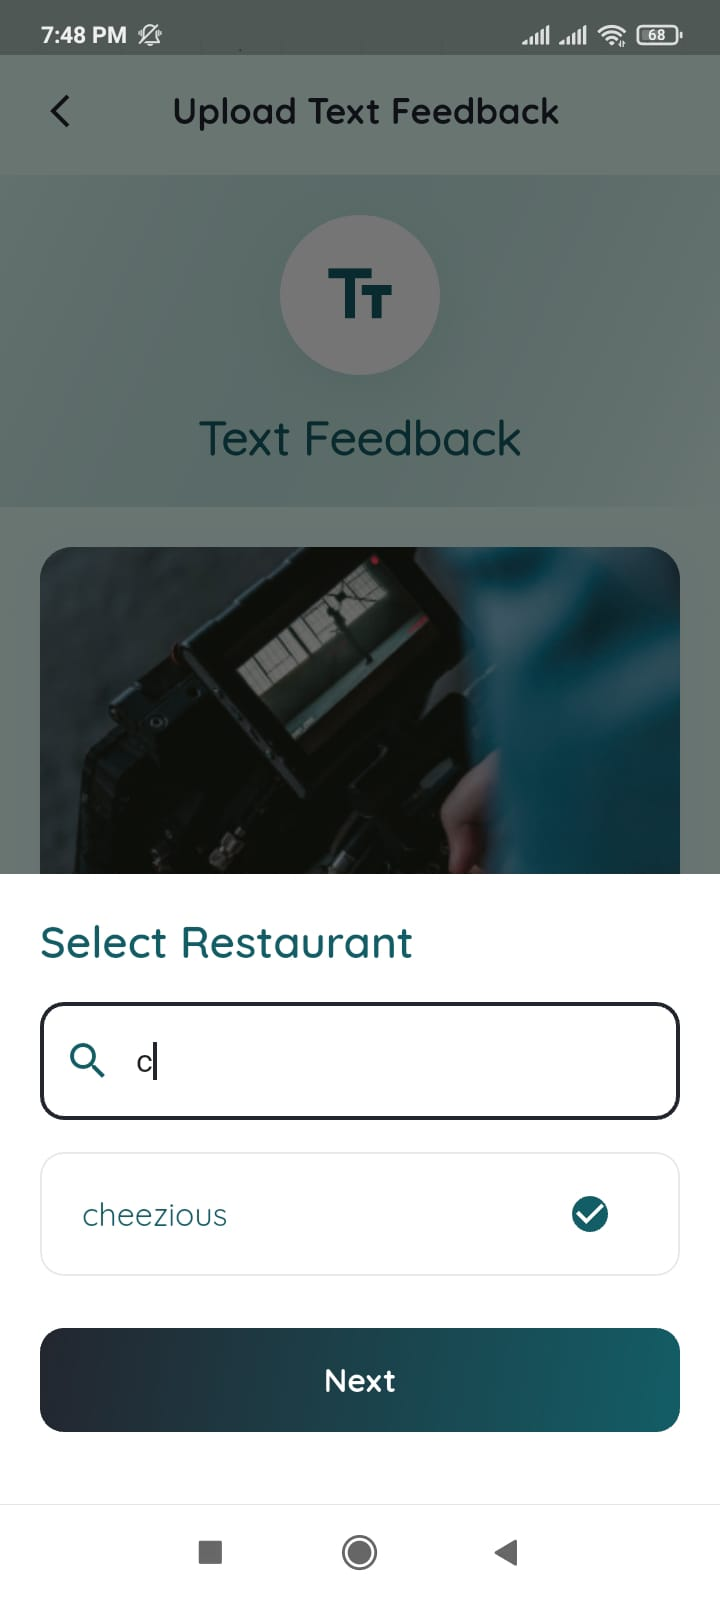 7:48 PM 68
Upload Text Feedback
TT
Text Feedback
Select Restaurant
c
cheezious
Next